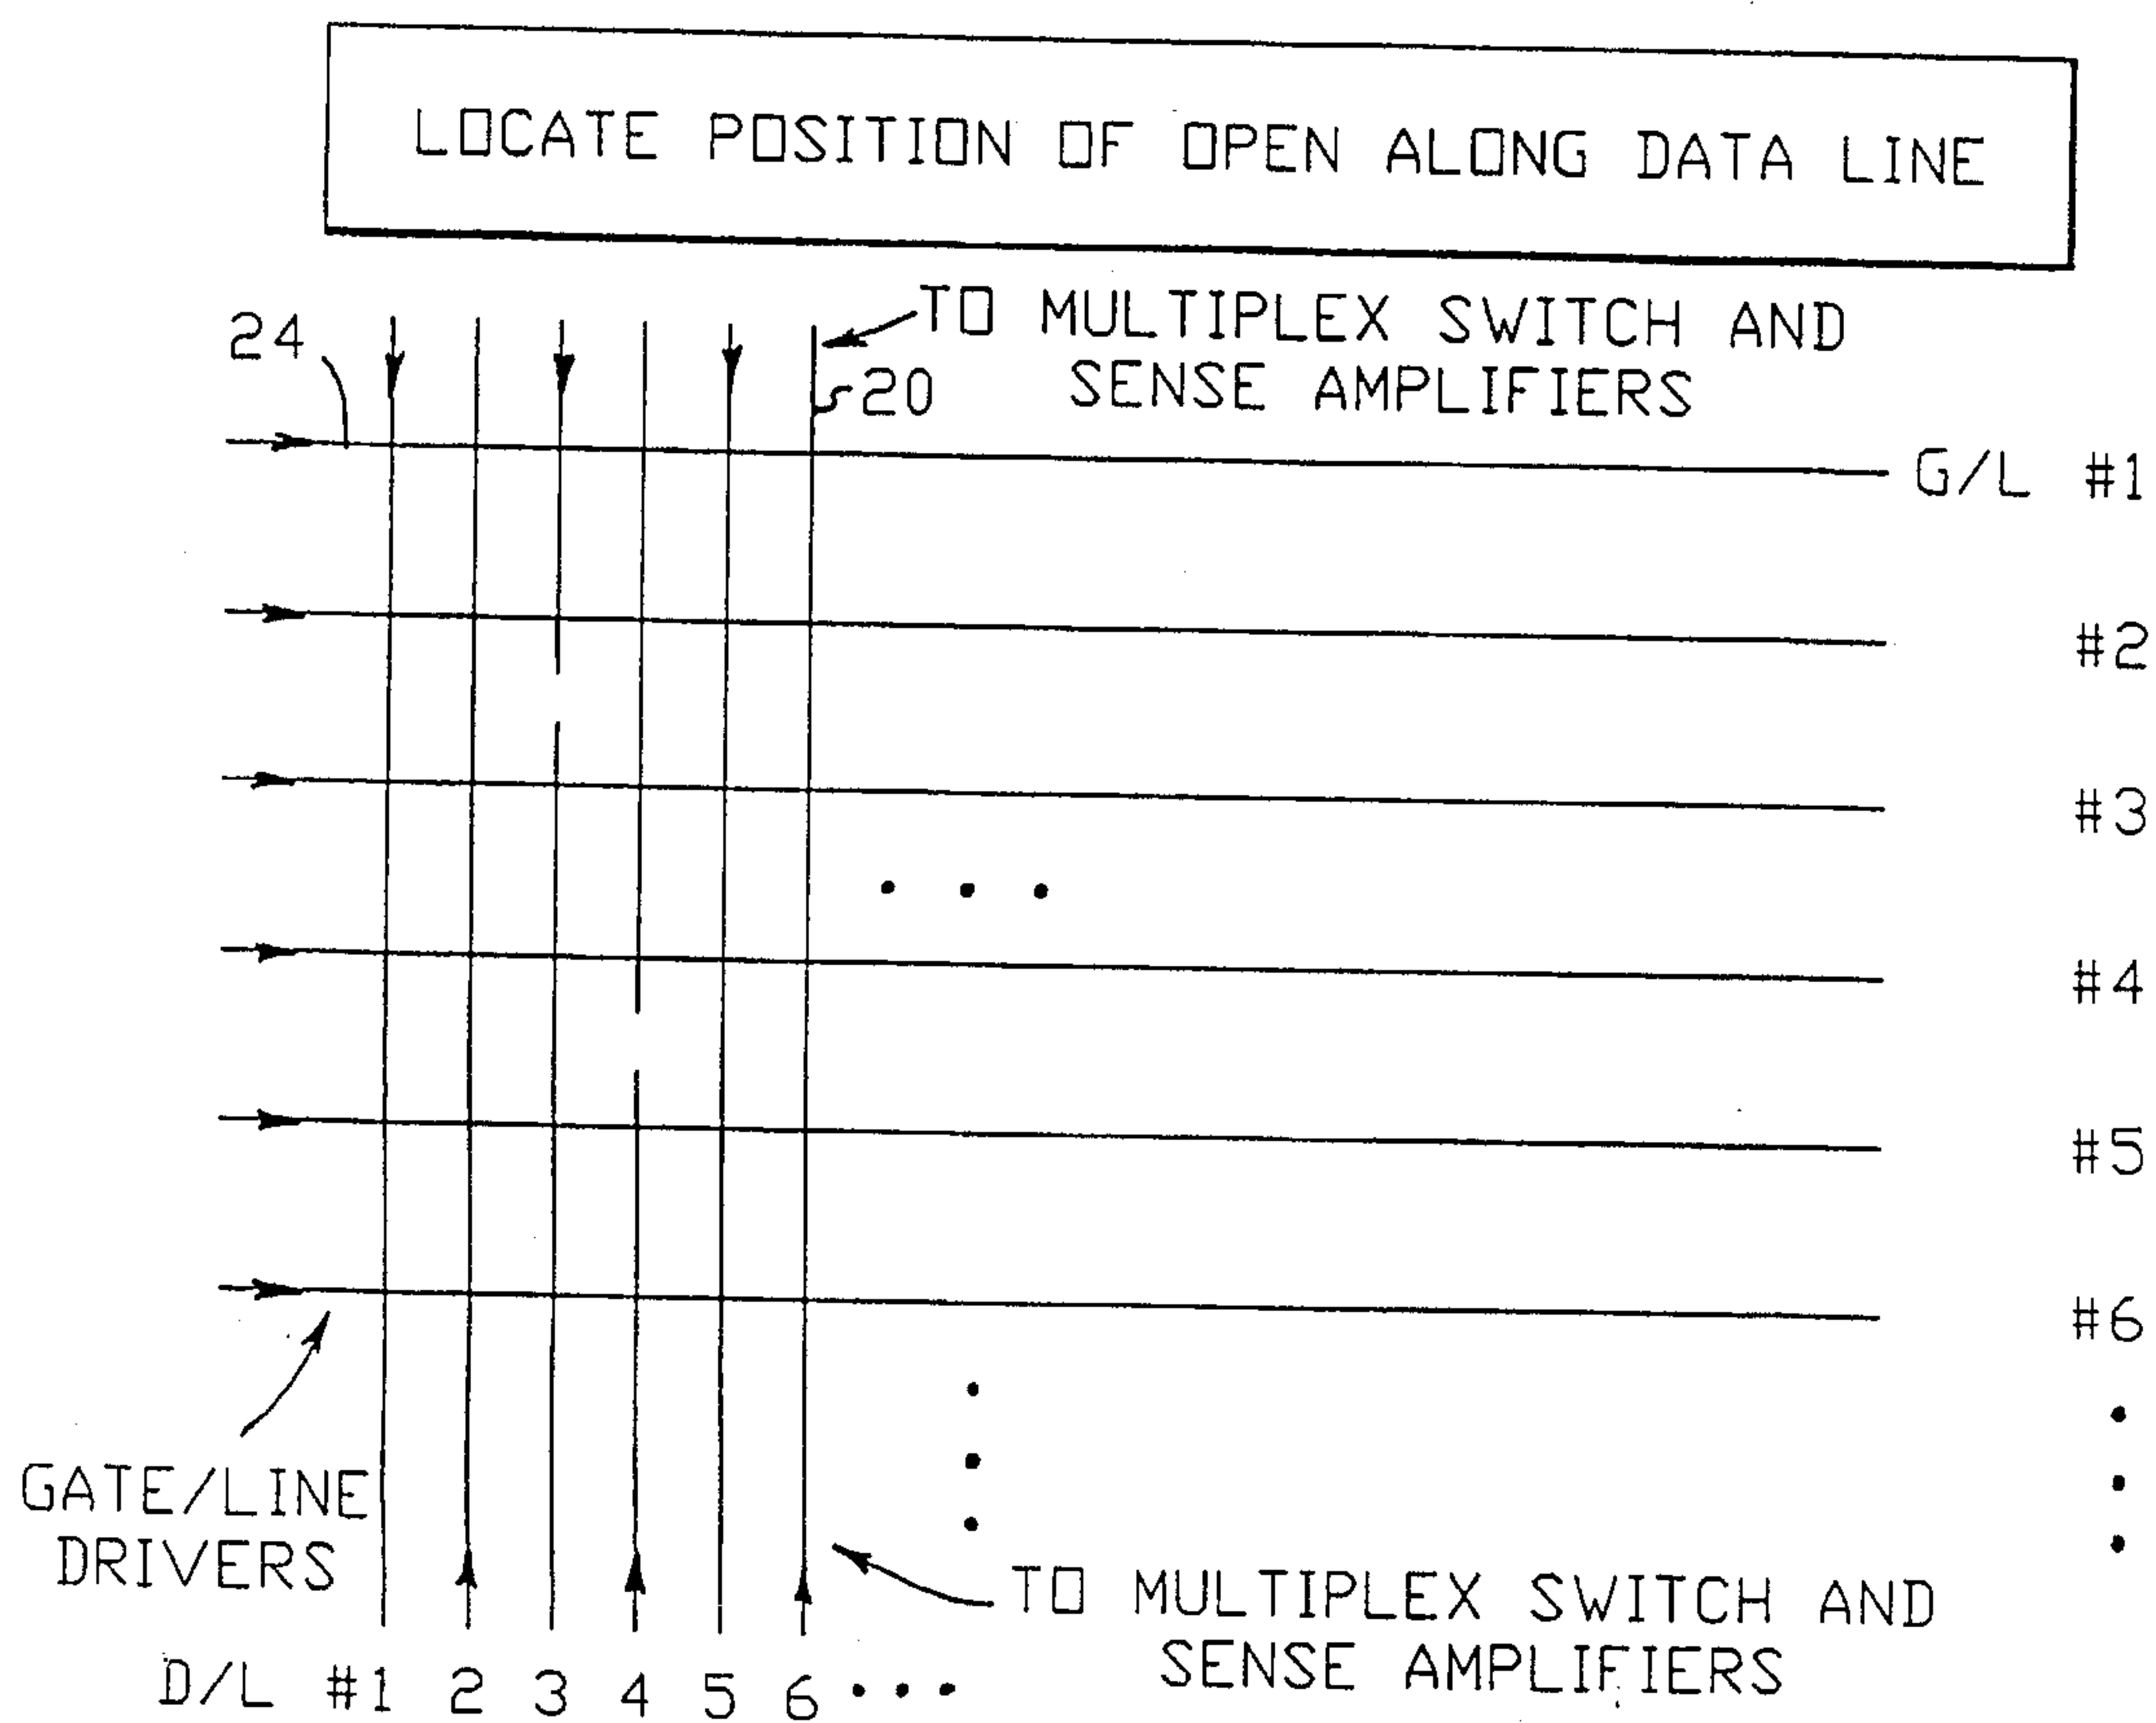 LOCATE POSITION OF OPEN ALONG DATA LINE
24
TO MULTIPLEX SWITCH AND
SENSE AMPLIFIERS
20
G/L #1
#2
#3
#4
#5
#6
GATE/LINE
DRIVERS
TO MULTIPLEX SWITCH AND
SENSE AMPLIFIERS
D/L #1 2 3 4 5 6 • • •